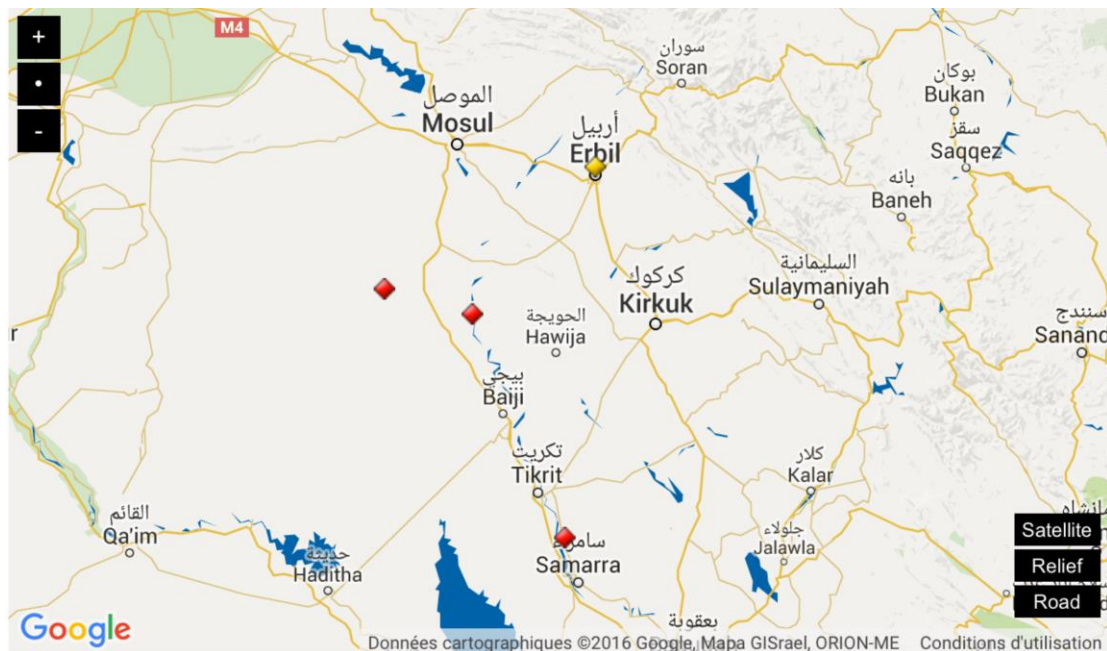 +
•
-
M4
سوران
Soran
بوكان
Bukan
الموصل
Mosul
أربيل
Erbil
سقز
Saqqez
بانه
Baneh
السليمانية
Sulaymaniyah
كركوك
Kirkuk
الحويجة
Hawija
سنندج
Sanand
r
بيجي
Baiji
تكريت
Tikrit
كلار
Kalar
القائم
Qa'im
حديثة
Haditha
Samarra
جلولاء
Jalawla
Satellite
Relief
Road
بعقوبة
Google
Données cartographiques ©2016 Google, Mapa GISrael, ORION-ME Conditions d'utilisation